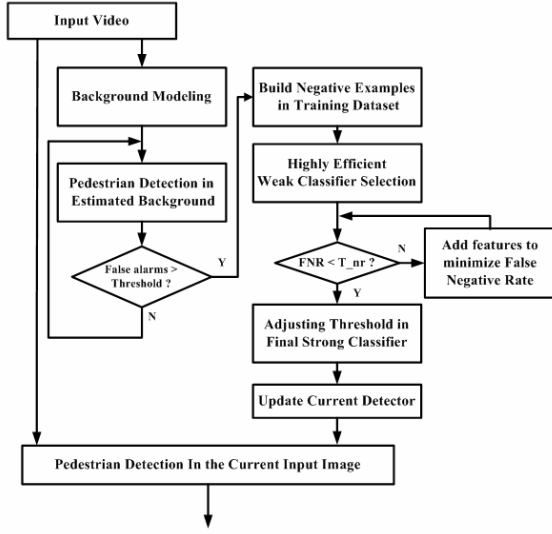 Input Video
Background Modeling
Pedestrian Detection in
Estimated Background
False alarms >
Threshold ?
Y
N
Build Negative Examples
in Training Dataset
Highly Efficient
Weak Classifier Selection
FNR < T_nr ?
N
Y
Add features to
minimize False
Negative Rate
Adjusting Threshold in
Final Strong Classifier
Update Current Detector
Pedestrian Detection In the Current Input Image